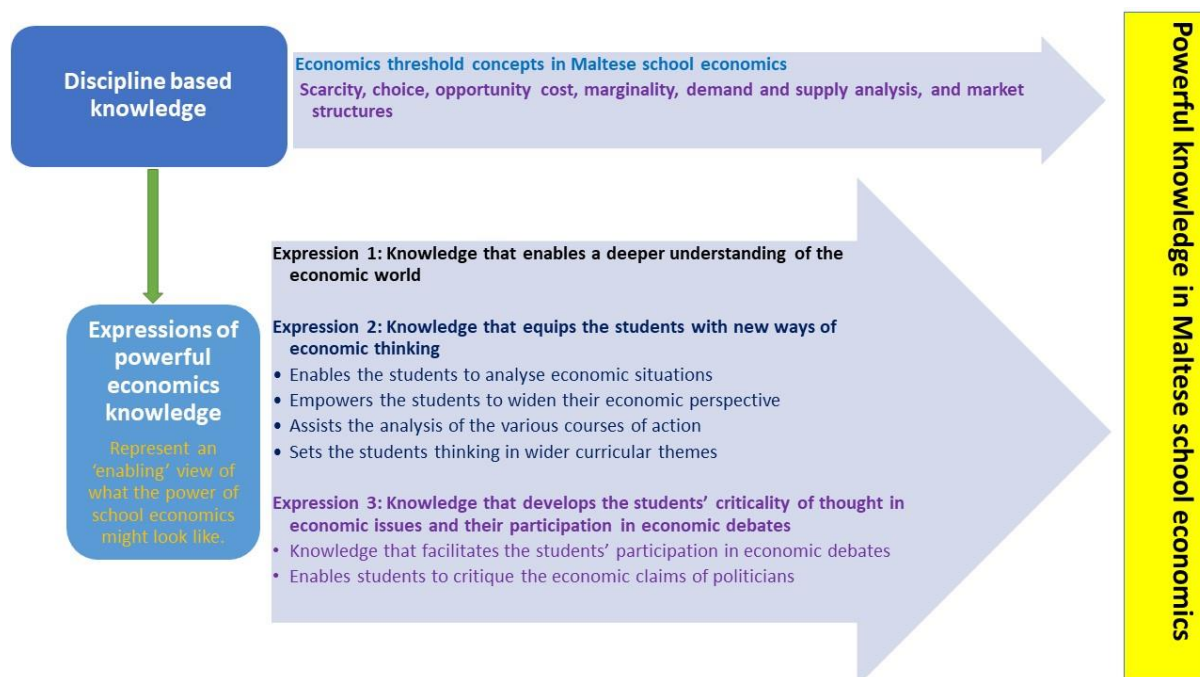 Discipline based
knowledge
Economics threshold concepts in Maltese school economics
Scarcity, choice, opportunity cost, marginality, demand and supply analysis, and market
structures
Expressions of
powerful
economics
knowledge
Represent an
‘enabling’ view of
what the power of
school economics
might look like.
Expression 1: Knowledge that enables a deeper understanding of the
economic world
Expression 2: Knowledge that equips the students with new ways of
economic thinking
• Enables the students to analyse economic situations
• Empowers the students to widen their economic perspective
• Assists the analysis of the various courses of action
• Sets the students thinking in wider curricular themes
Expression 3: Knowledge that develops the students’ criticality of thought in
economic issues and their participation in economic debates
• Knowledge that facilitates the students’ participation in economic debates
• Enables students to critique the economic claims of politicians
Powerful knowledge in Maltese school economics